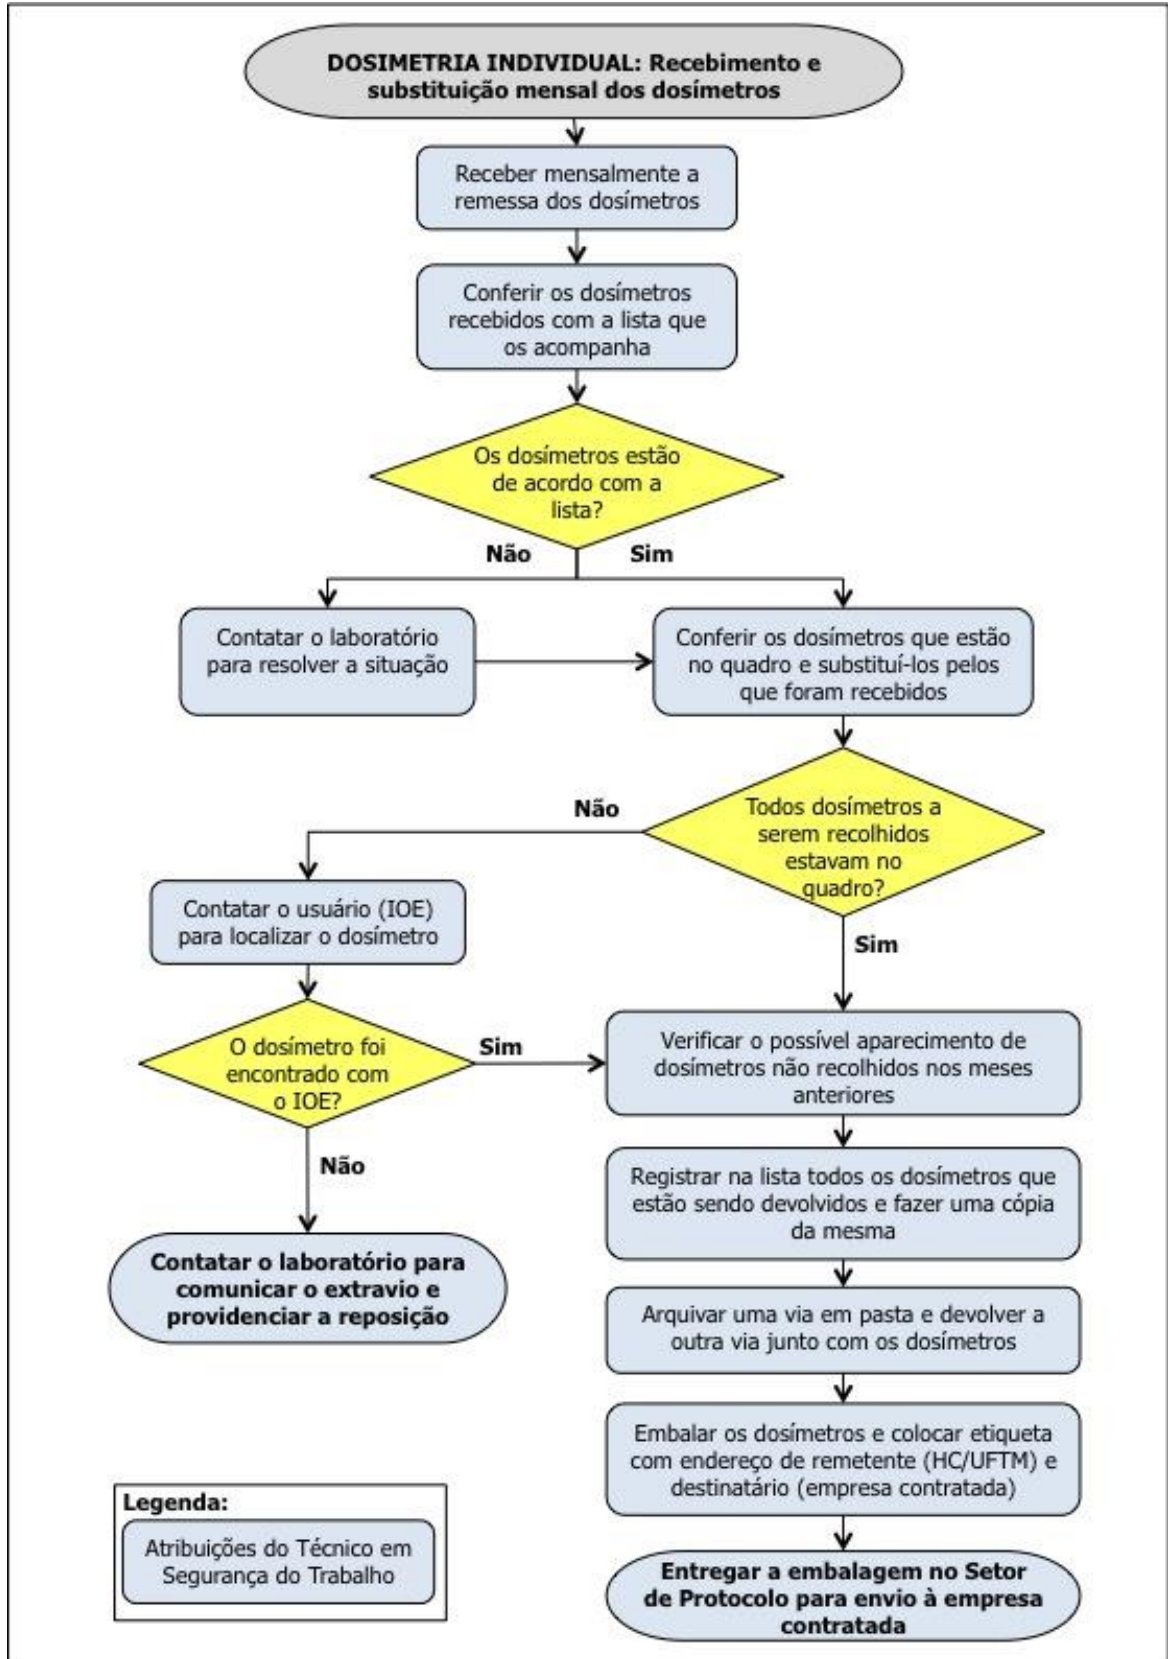 DOSIMETRIA INDIVIDUAL: Recebimento e
substituição mensal dos dosímetros
Receber mensalmente a
remessa dos dosímetros
Conferir os dosímetros
recebidos com a lista que
os acompanha
Os dosímetros estão
de acordo com a
lista?
Não
Sim
Contatar o laboratório
para resolver a situação
Conferir os dosímetros que estão
no quadro e substituí-los pelos
que foram recebidos
Todos dosímetros a
serem recolhidos
estavam no
quadro?
Não
Sim
Contatar o usuário (IOE)
para localizar o dosímetro
O dosímetro foi
encontrado com
o IOE?
Sim
Não
Contatar o laboratório para
comunicar o extravio e
providenciar a reposição
Verificar o possível aparecimento de
dosímetros não recolhidos nos meses
anteriores
Registrar na lista todos os dosímetros que
estão sendo devolvidos e fazer uma cópia
da mesma
Arquivar uma via em pasta e devolver a
outra via junto com os dosímetros
Embalar os dosímetros e colocar etiqueta
com endereço de remetente (HC/UFTM) e
destinatário (empresa contratada)
Entregar a embalagem no Setor
de Protocolo para envio à empresa
contratada
Legenda:
Atribuições do Técnico em
Segurança do Trabalho